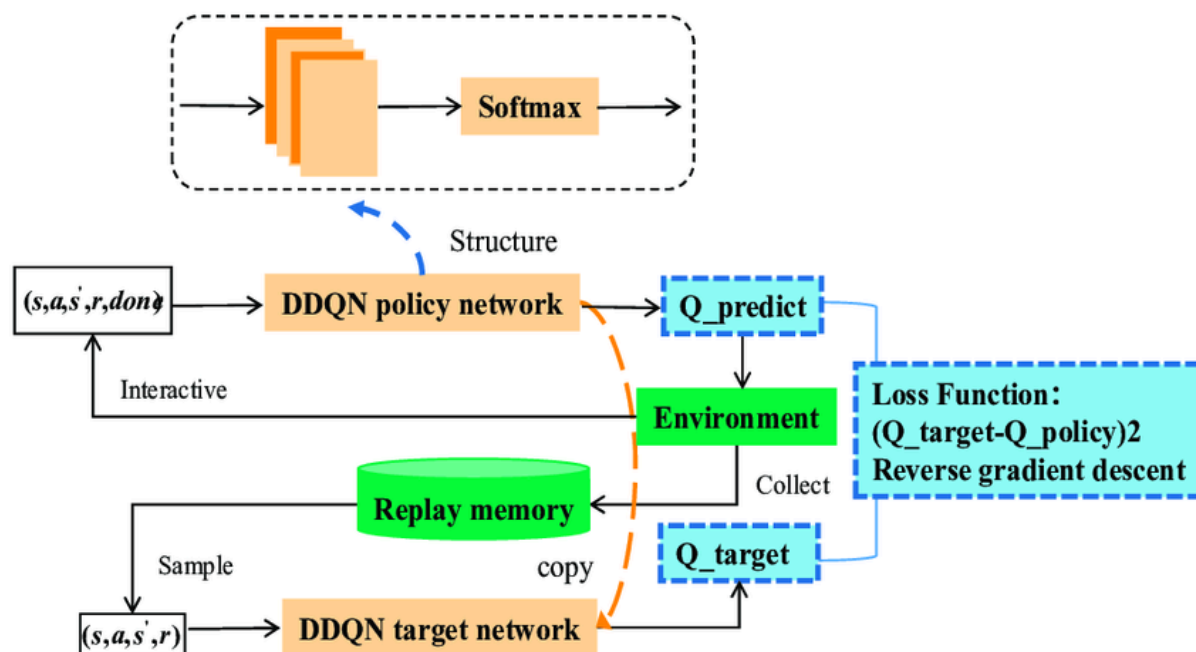 Softmax
Structure
(s,a,s',r,done
DDQN policy network
Q_predict
Interactive
Environment
Loss Function:
(Q_target-Q_policy)2
Reverse gradient descent
Collect
Replay memory
Sample
copy
Q_target
(s,a,s',r)
DDQN target network